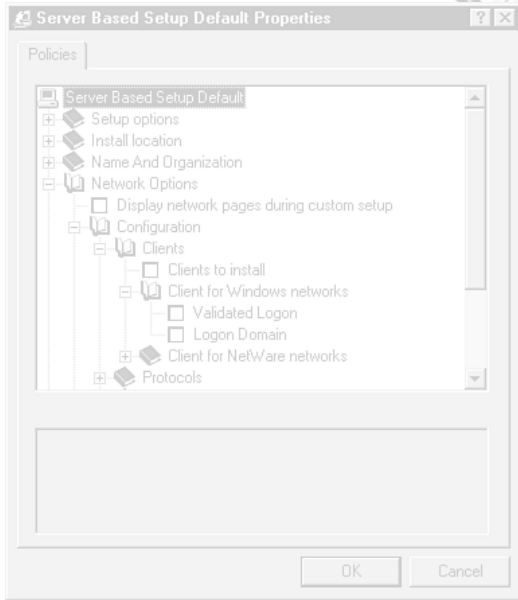 Server Based Setup Default Properties
Policies
Server Based Setup Default
Setup options
Install location
Name And Organization
Network Options
Display network pages during custom setup
Configuration
Clients
Clients to install
Client for Windows networks
Validated Logon
Logon Domain
Client for NetWare networks
Protocols
OK Cancel